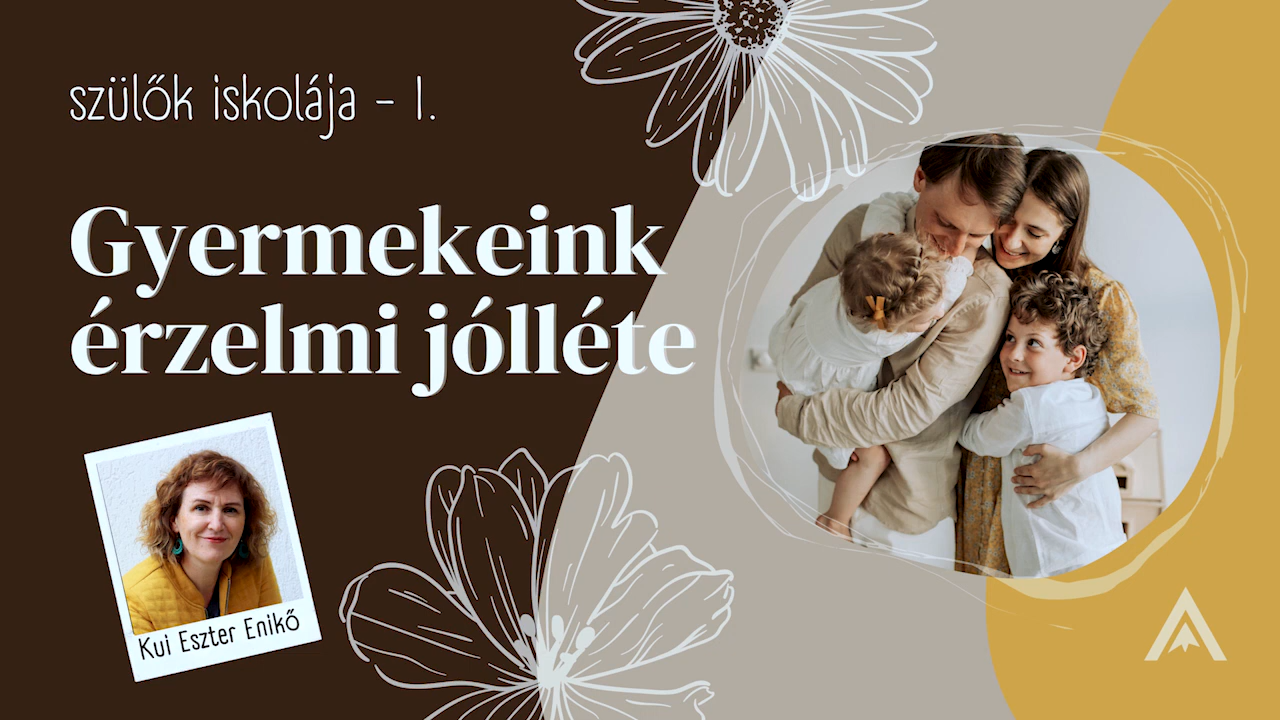 szülők iskolája - I.
Gyermekeink
érzelmi jólléte
Kui Eszter Enikő